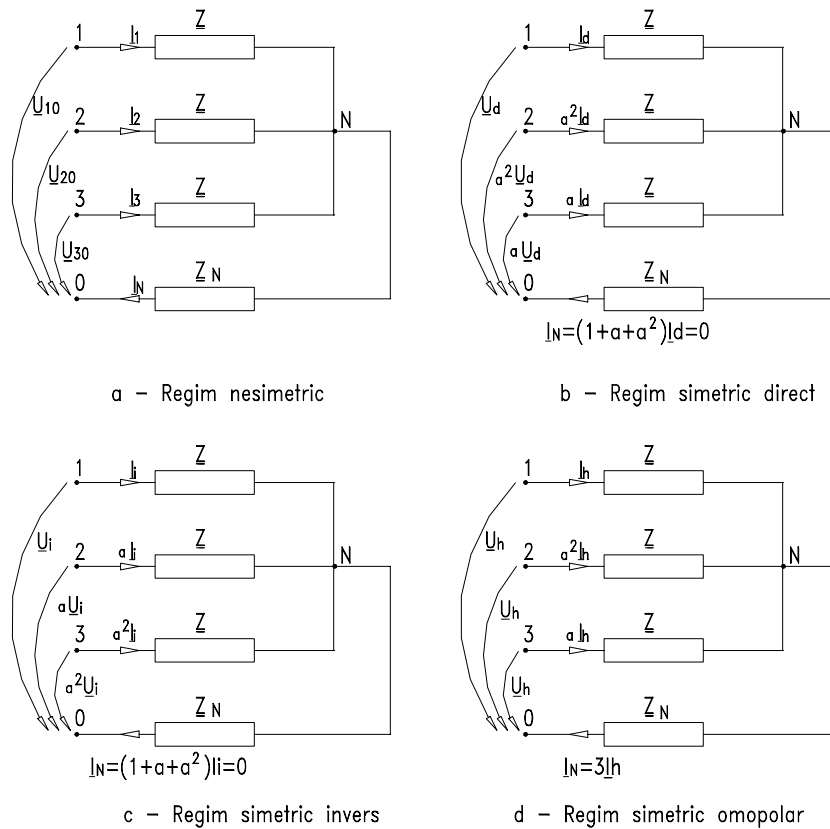 1 I1 Z
U10 2 I2 Z N
U20 3 I3 Z
U30 0 IN ZN
a - Regim nesimetric
1 Id Z
Ud 2 a²Id Z N
a²Ud 3 aId Z
aUd 0 ZN
IN=(1+a+a²)Id=0
b - Regim simetric direct
1 Ii Z
Ui 2 aIi Z N
aUi 3 a²Ii Z
a²Ui 0 ZN
IN=(1+a+a²)Ii=0
c - Regim simetric invers
1 Ih Z
Uh 2 a²Ih Z N
Uh 3 aIh Z
Uh 0 ZN
IN=3Ih
d - Regim simetric omopolar